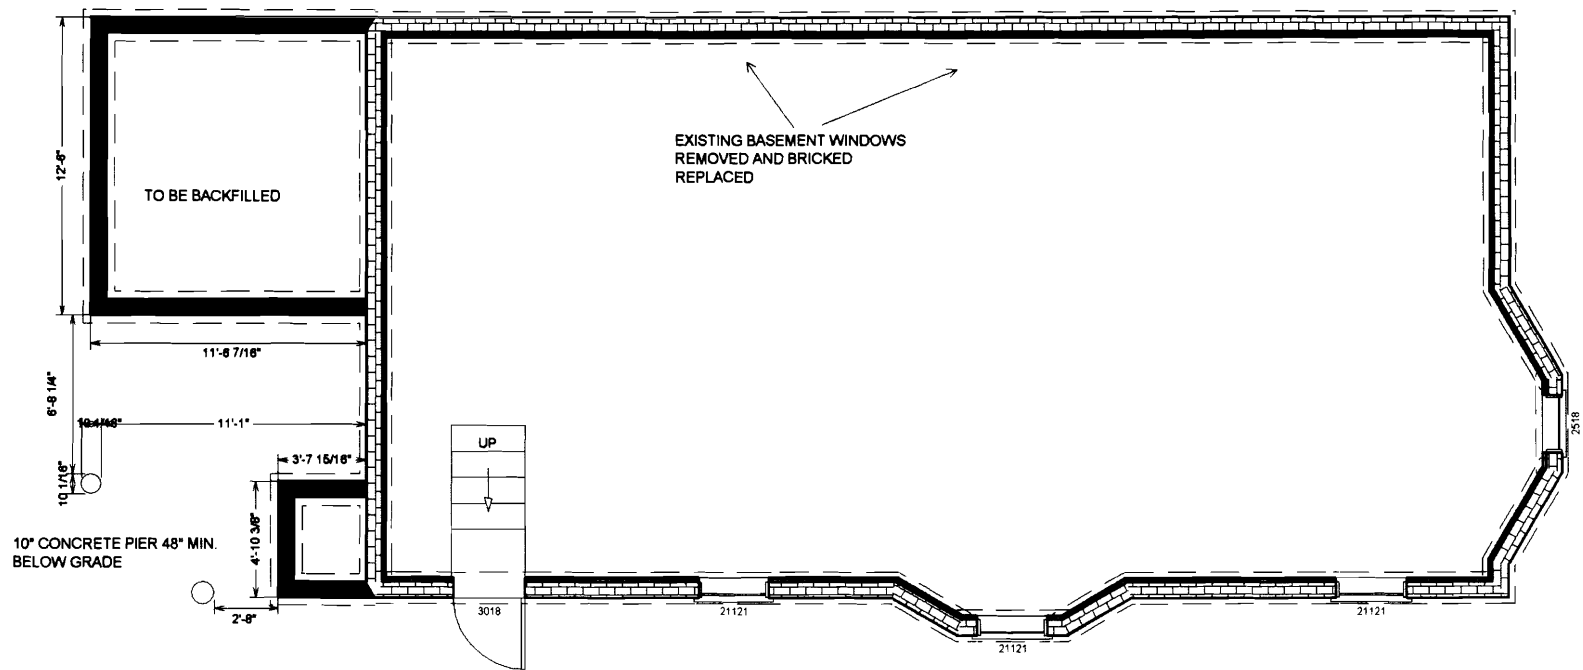 EXISTING BASEMENT WINDOWS
REMOVED AND BRICKED
REPLACED
12'-6"
TO BE BACKFILLED
11'-6 7/16"
6'-8 1/4"
11'-1"
2518
UP
3'-7 15/16"
10 1/16"
4'-10 3/8"
10" CONCRETE PIER 48" MIN.
BELOW GRADE
2'-8"
3018
21121
21121
21121